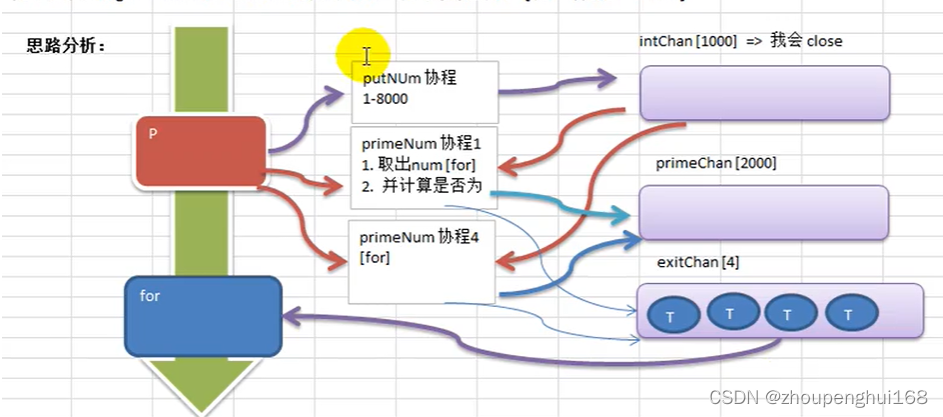 思路分析：
intChan [1000] => 我会 close
putNUm 协程
1-8000
P
primeNum 协程1
1. 取出num [for]
2. 并计算是否为
primeChan [2000]
primeNum 协程4
[for]
exitChan [4]
for
T T T T
CSDN @zhoupenghui168